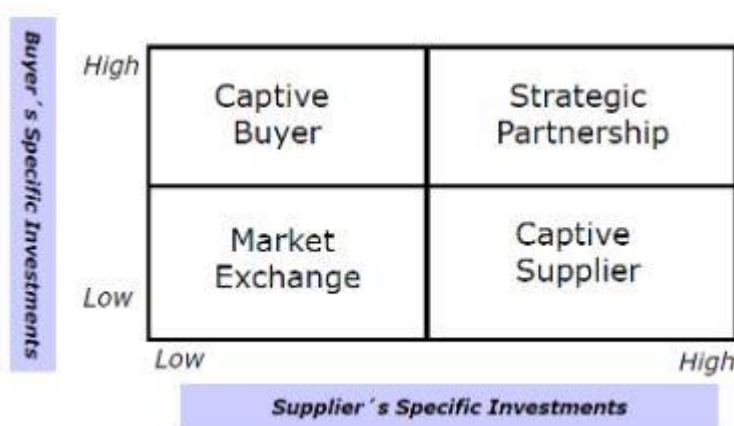 Buyer´s Specific Investments
High
Captive
Buyer
Strategic
Partnership
Market
Exchange
Captive
Supplier
Low
Low
High
Supplier´s Specific Investments